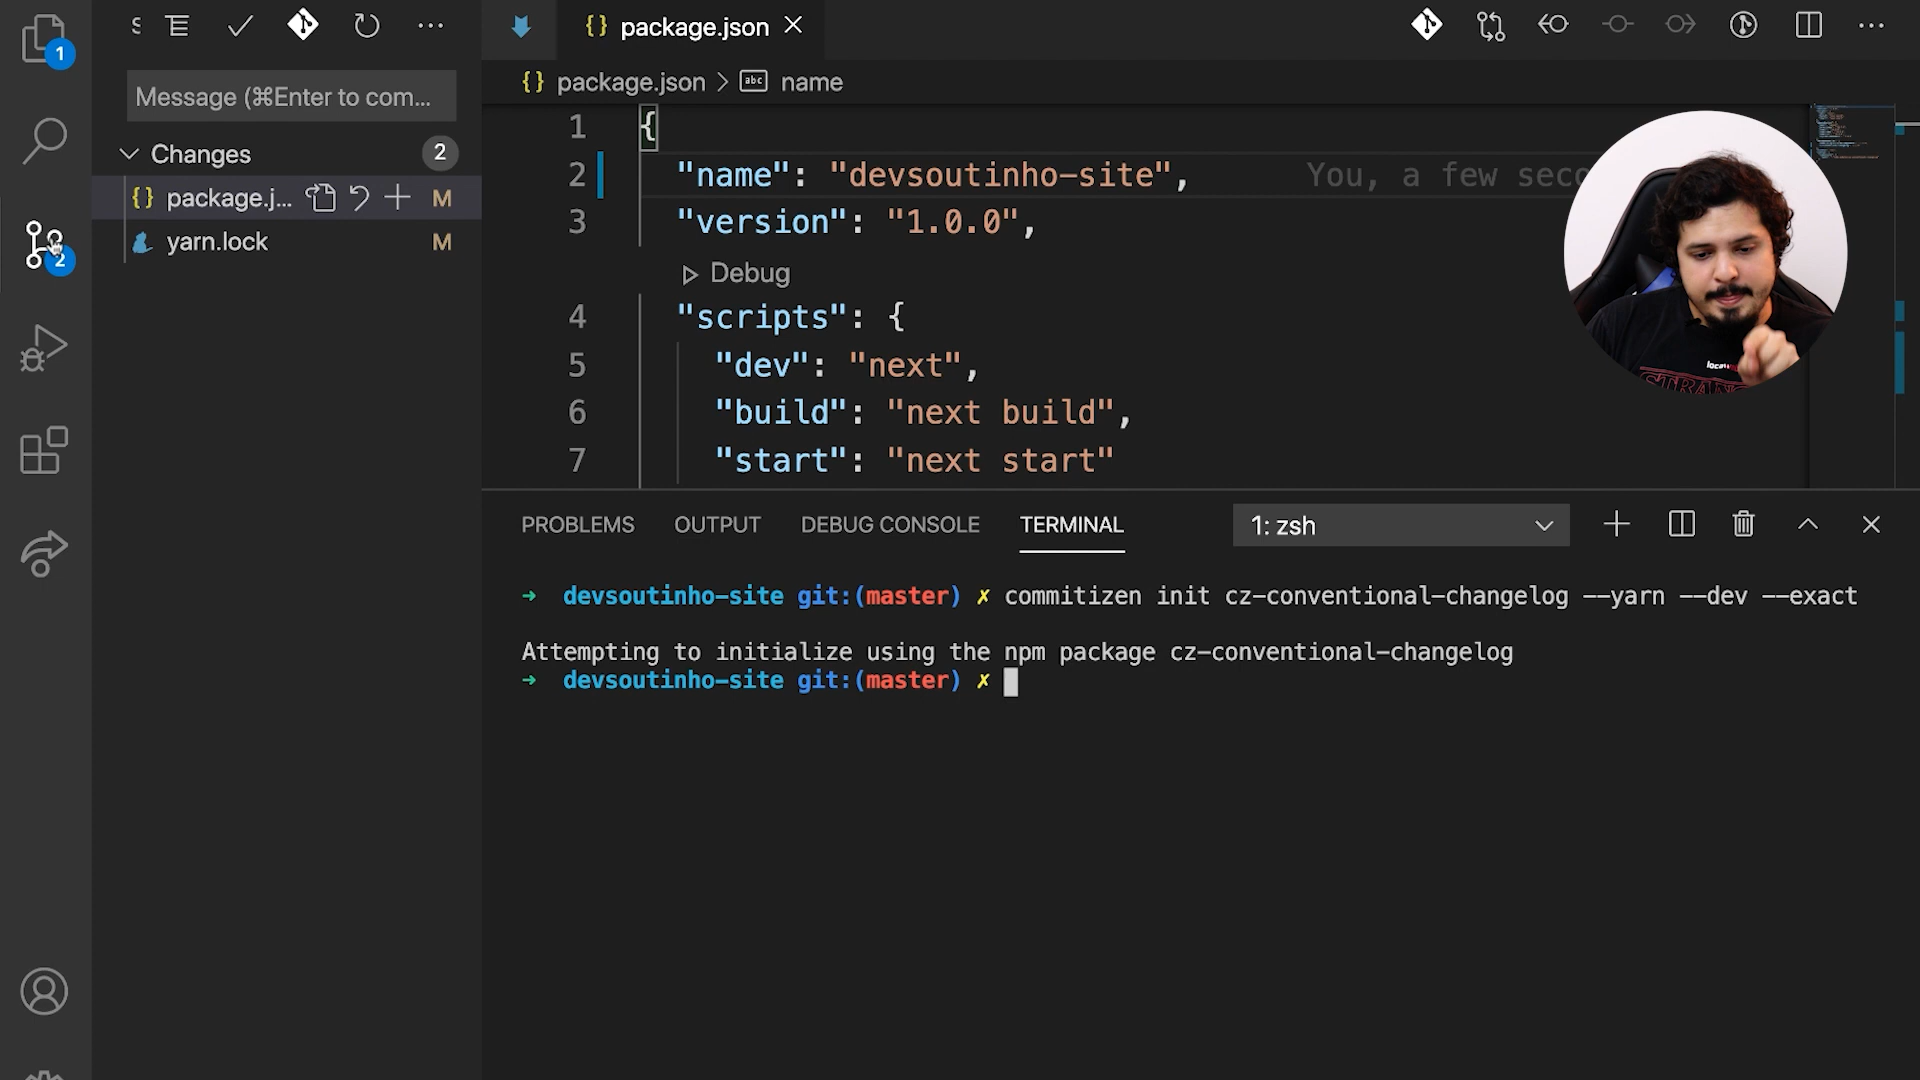 1
S
Message (⌘Enter to com...
Changes 2
{} package.j... M
yarn.lock M
2
{} package.json
{} package.json > abc name
1 {
2 "name": "devsoutinho-site", You, a few seco
3 "version": "1.0.0",
Debug
4 "scripts": {
5 "dev": "next",
6 "build": "next build",
7 "start": "next start"
PROBLEMS OUTPUT DEBUG CONSOLE TERMINAL 1: zsh
→ devsoutinho-site git:(master) ✗ commitizen init cz-conventional-changelog --yarn --dev --exact
Attempting to initialize using the npm package cz-conventional-changelog
→ devsoutinho-site git:(master) ✗